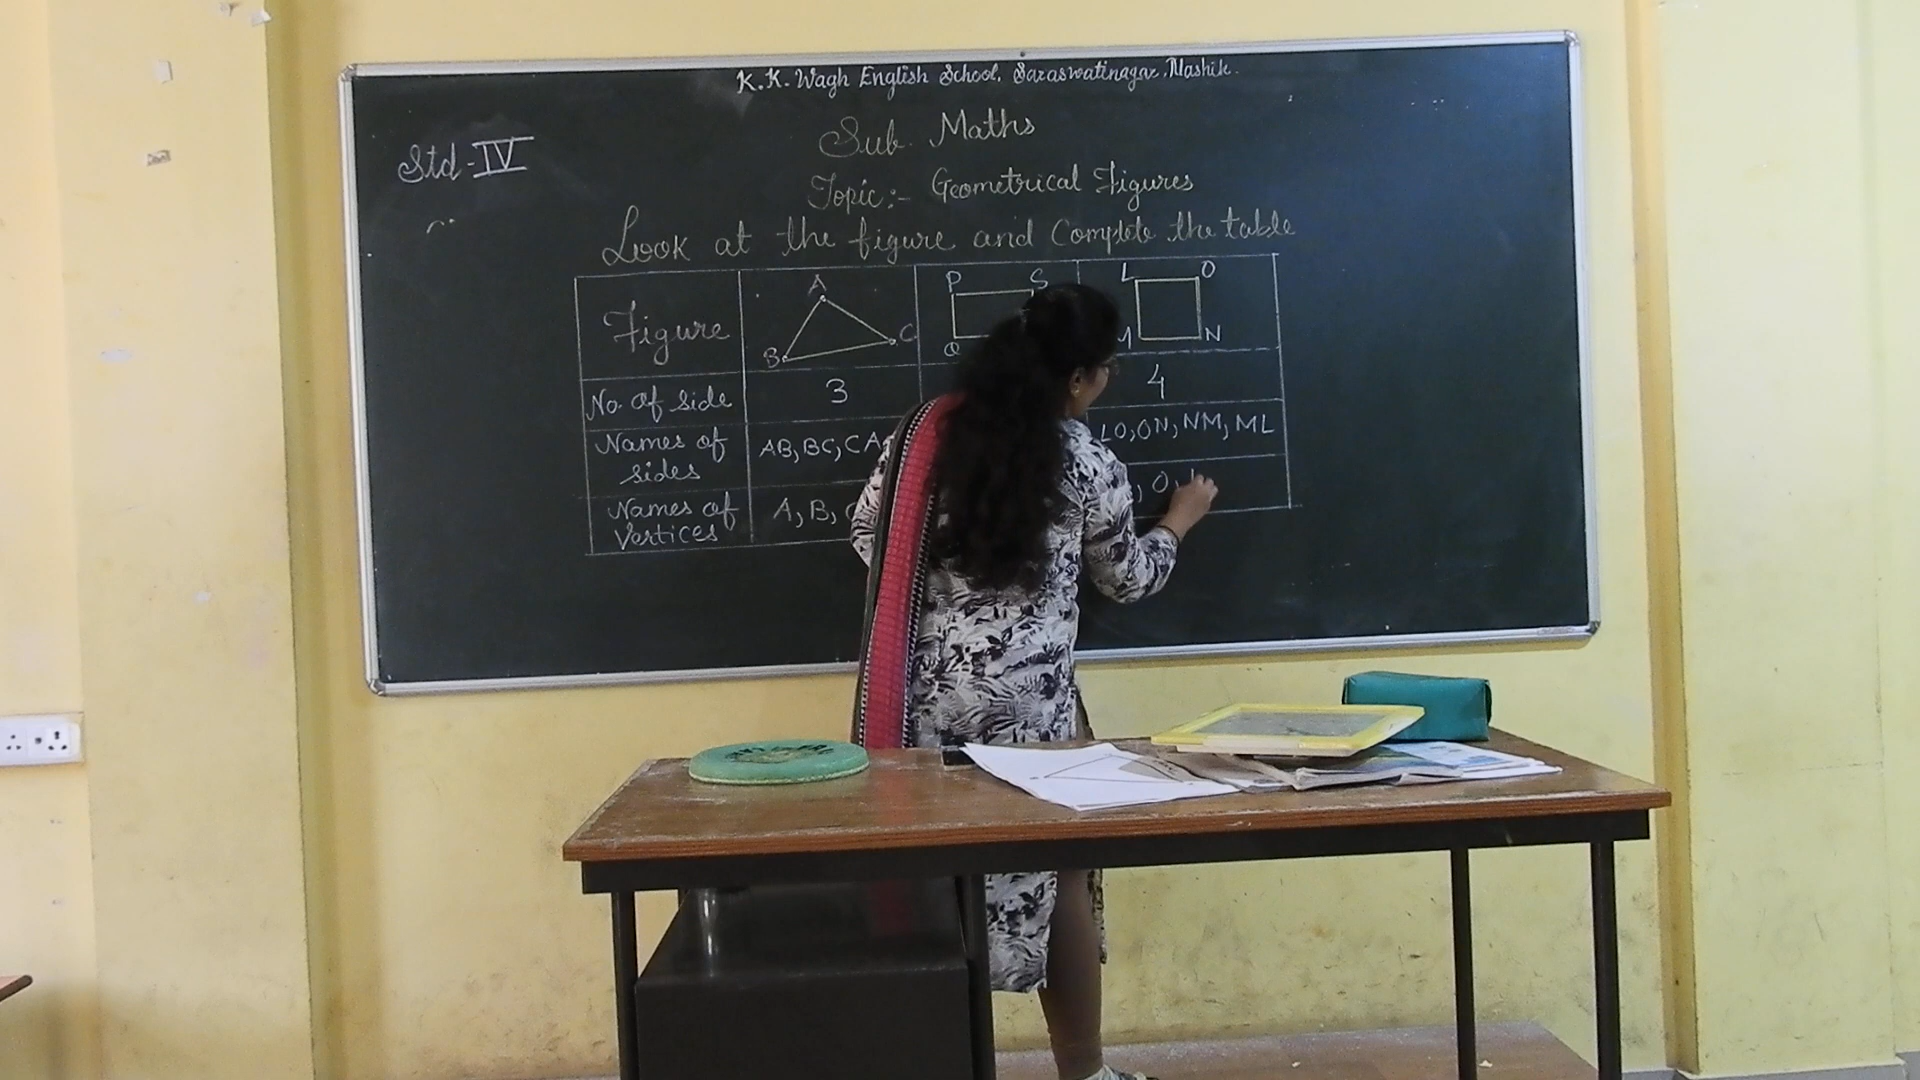 K.K. Wagh English School, Saraswatinagar, Nashik.
Std - IV
Sub. Maths
Topic:- Geometrical Figures
Look at the figure and Complete the table
Figure
A
B
C
P
S
Q
L
O
M
N
No. of side
3
4
Names of sides
AB, BC, CA
LO, ON, NM, ML
Names of Vertices
A, B,
, O,